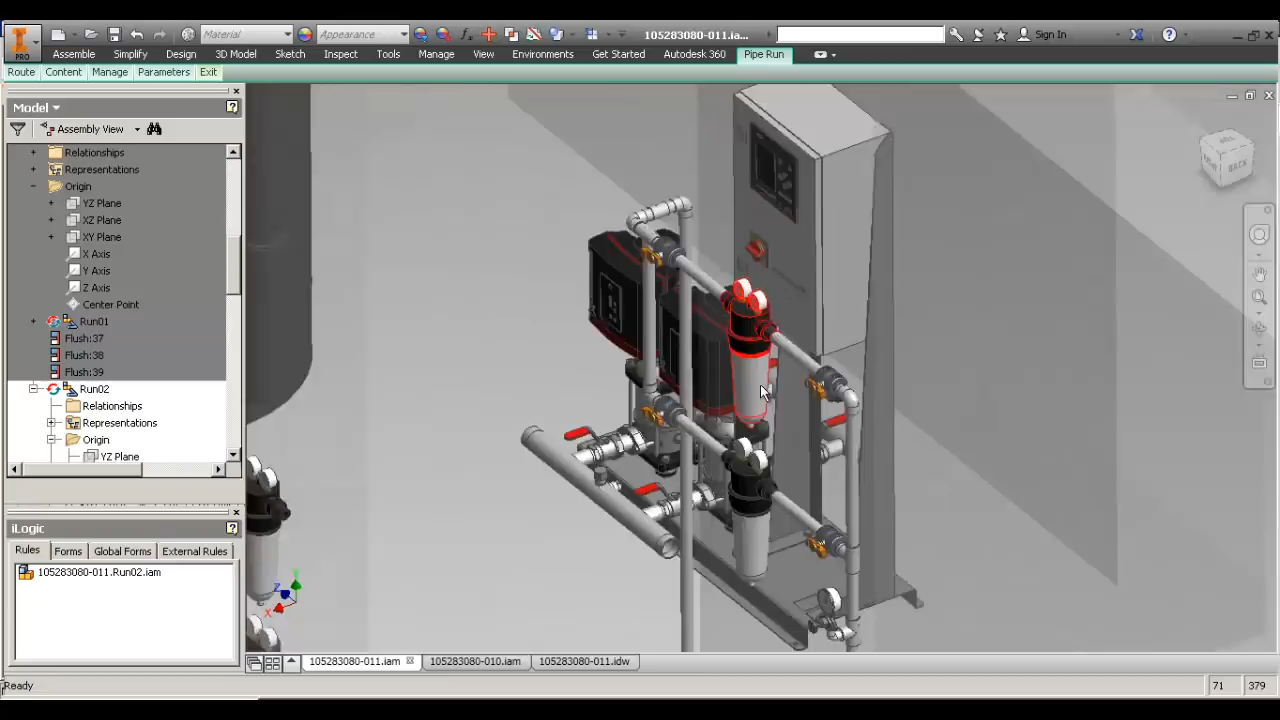 PRO
Material
Appearance
105283080-011.ia...
Sign In
Assembly Simplify Design 3D Model Sketch Inspect Tools Manage View Environments Get Started Autodesk 360 Pipe Run
Route Content Manage Parameters Exit
Model
Assembly View
Relationships
Representations
Origin
YZ Plane
XZ Plane
XY Plane
X Axis
Y Axis
Z Axis
Center Point
Run01
Flush:37
Flush:38
Flush:39
Run02
Relationships
Representations
Origin
YZ Plane
iLogic
Rules Forms Global Forms External Rules
105283080-011.Run02.iam
Z
X
BACK
105283080-011.iam 105283080-010.iam 105283080-011.idw
Ready
71 379